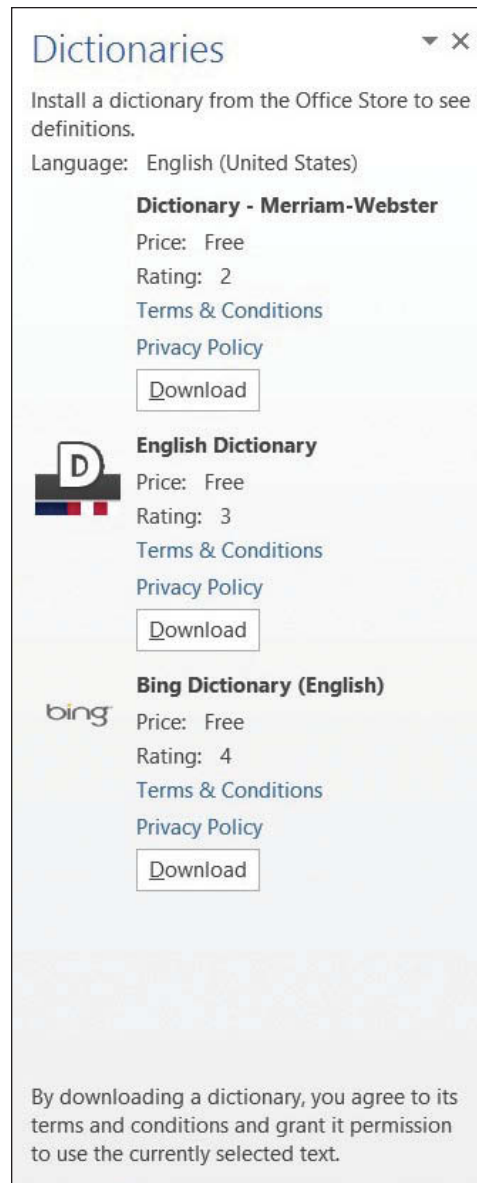 Dictionaries
Install a dictionary from the Office Store to see
definitions.
Language: English (United States)
Dictionary - Merriam-Webster
Price: Free
Rating: 2
Terms & Conditions
Privacy Policy
Download
D
English Dictionary
Price: Free
Rating: 3
Terms & Conditions
Privacy Policy
Download
bing
Bing Dictionary (English)
Price: Free
Rating: 4
Terms & Conditions
Privacy Policy
Download
By downloading a dictionary, you agree to its
terms and conditions and grant it permission
to use the currently selected text.